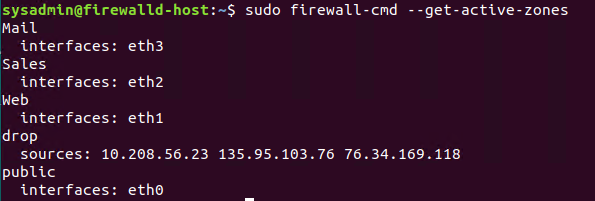 sysadmin@firewalld-host:~$ sudo firewall-cmd --get-active-zones
Mail
  interfaces: eth3
Sales
  interfaces: eth2
Web
  interfaces: eth1
drop
  sources: 10.208.56.23 135.95.103.76 76.34.169.118
public
  interfaces: eth0